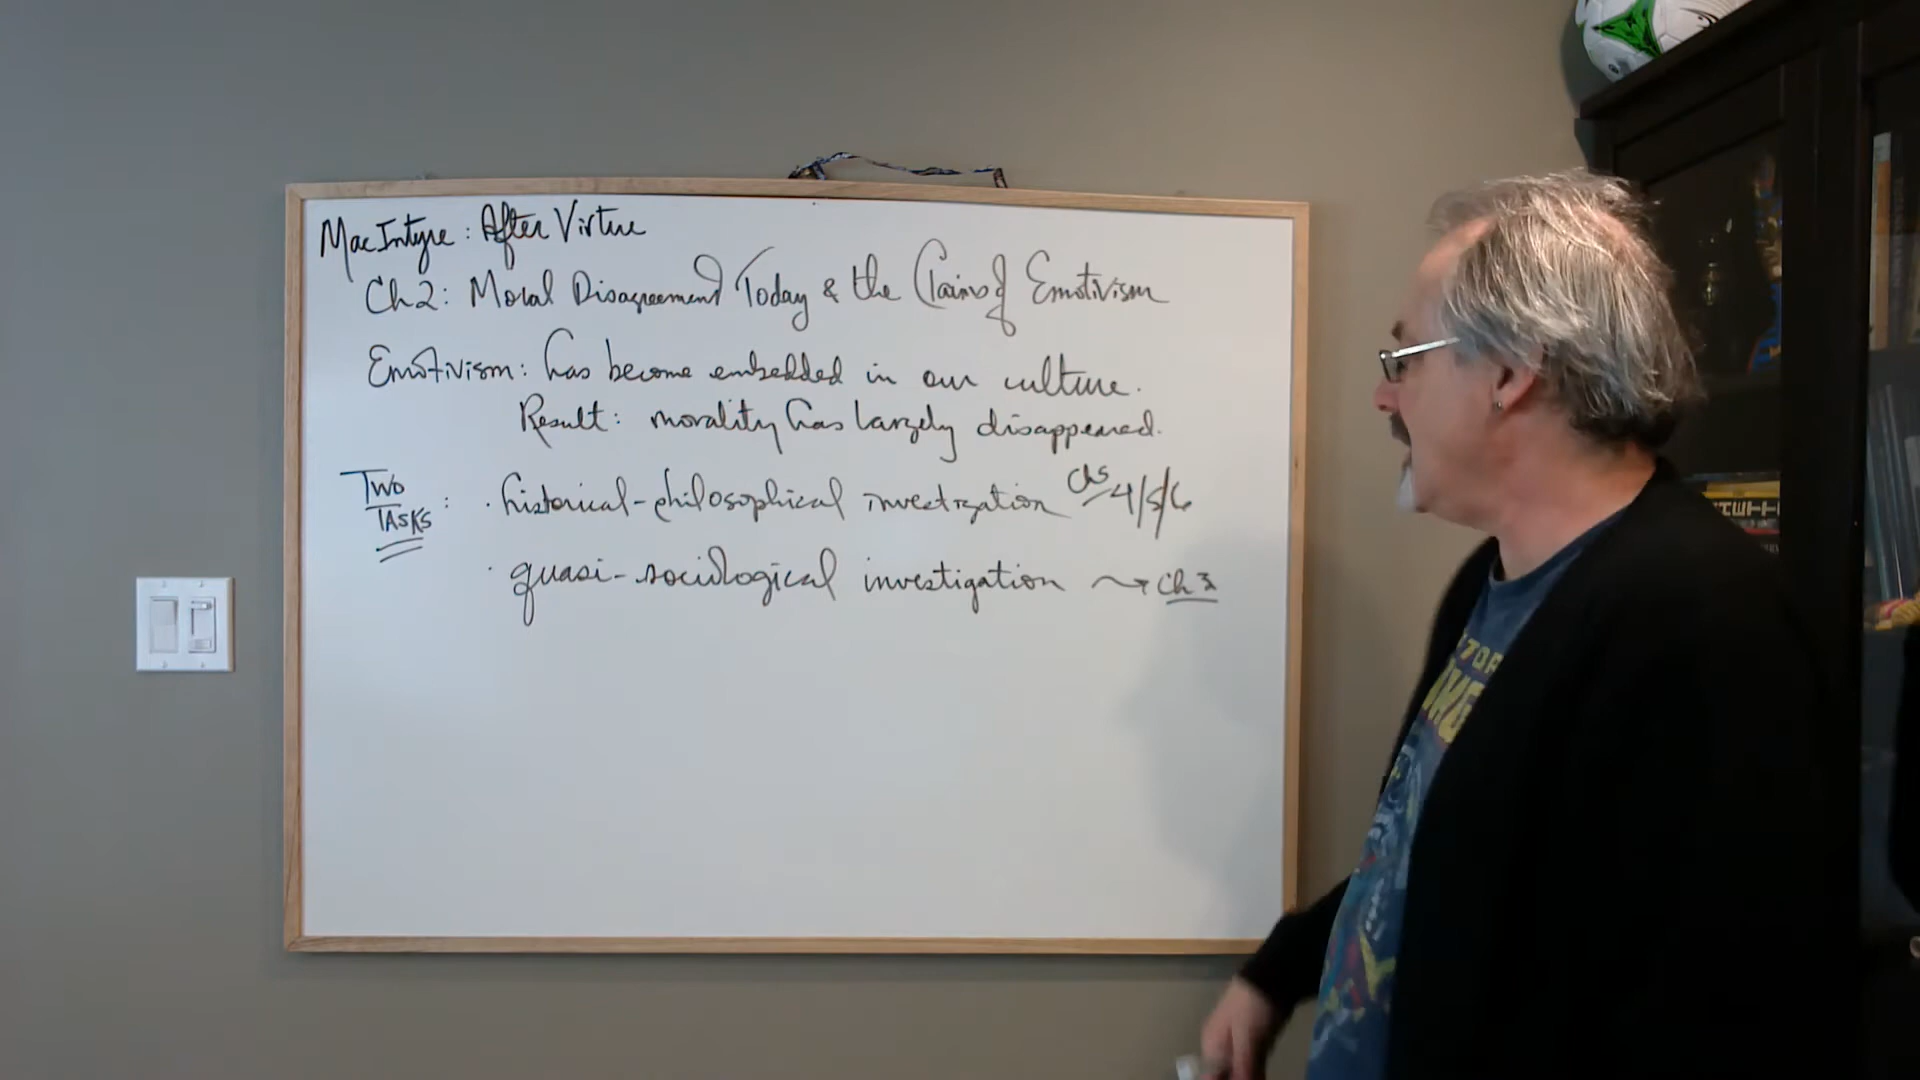 MacIntyre: After Virtue
Ch2: Moral Disagreement Today & the Claims of Emotivism
Emotivism: has become embedded in our culture.
Result: morality has largely disappeared.
TWO TASKS : · historical-philosophical investigation Chs 4/5/6
· quasi-sociological investigation → Ch 3